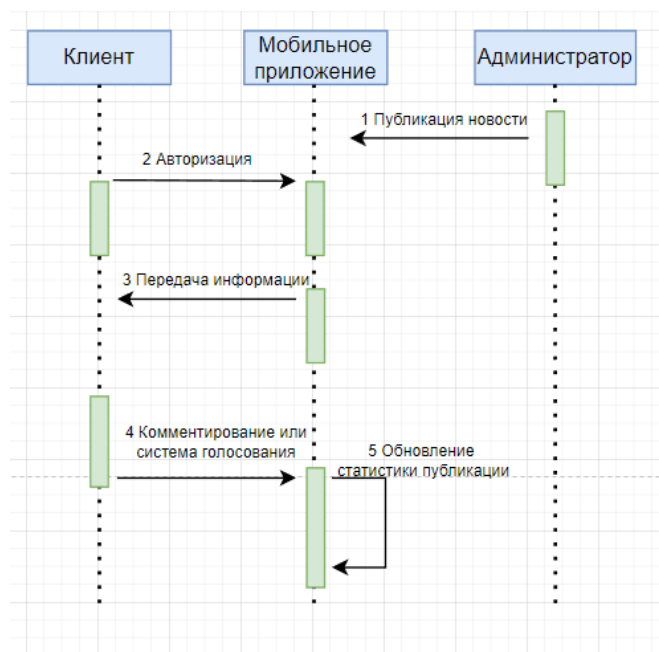 Клиент
Мобильное
приложение
Администратор
1 Публикация новости
2 Авторизация
3 Передача информации
4 Комментирование или
система голосования
5 Обновление
статистики публикации